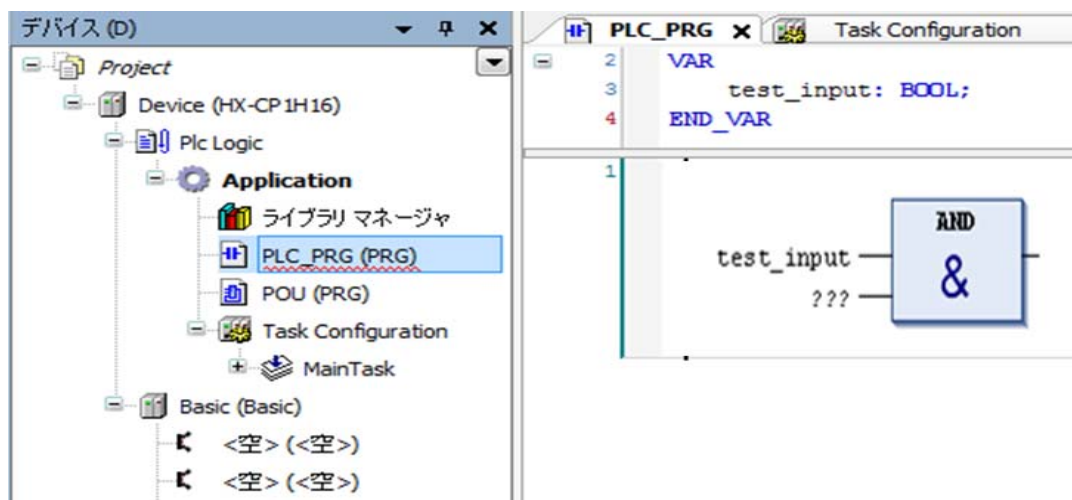 デバイス (D)
Project
Device (HX-CP1H16)
Plc Logic
Application
ライブラリ マネージャ
PLC_PRG (PRG)
POU (PRG)
Task Configuration
MainTask
Basic (Basic)
<空> (<空>)
<空> (<空>)
PLC_PRG
Task Configuration
2 VAR
3 test_input: BOOL;
4 END_VAR
1
AND
test_input
&
???